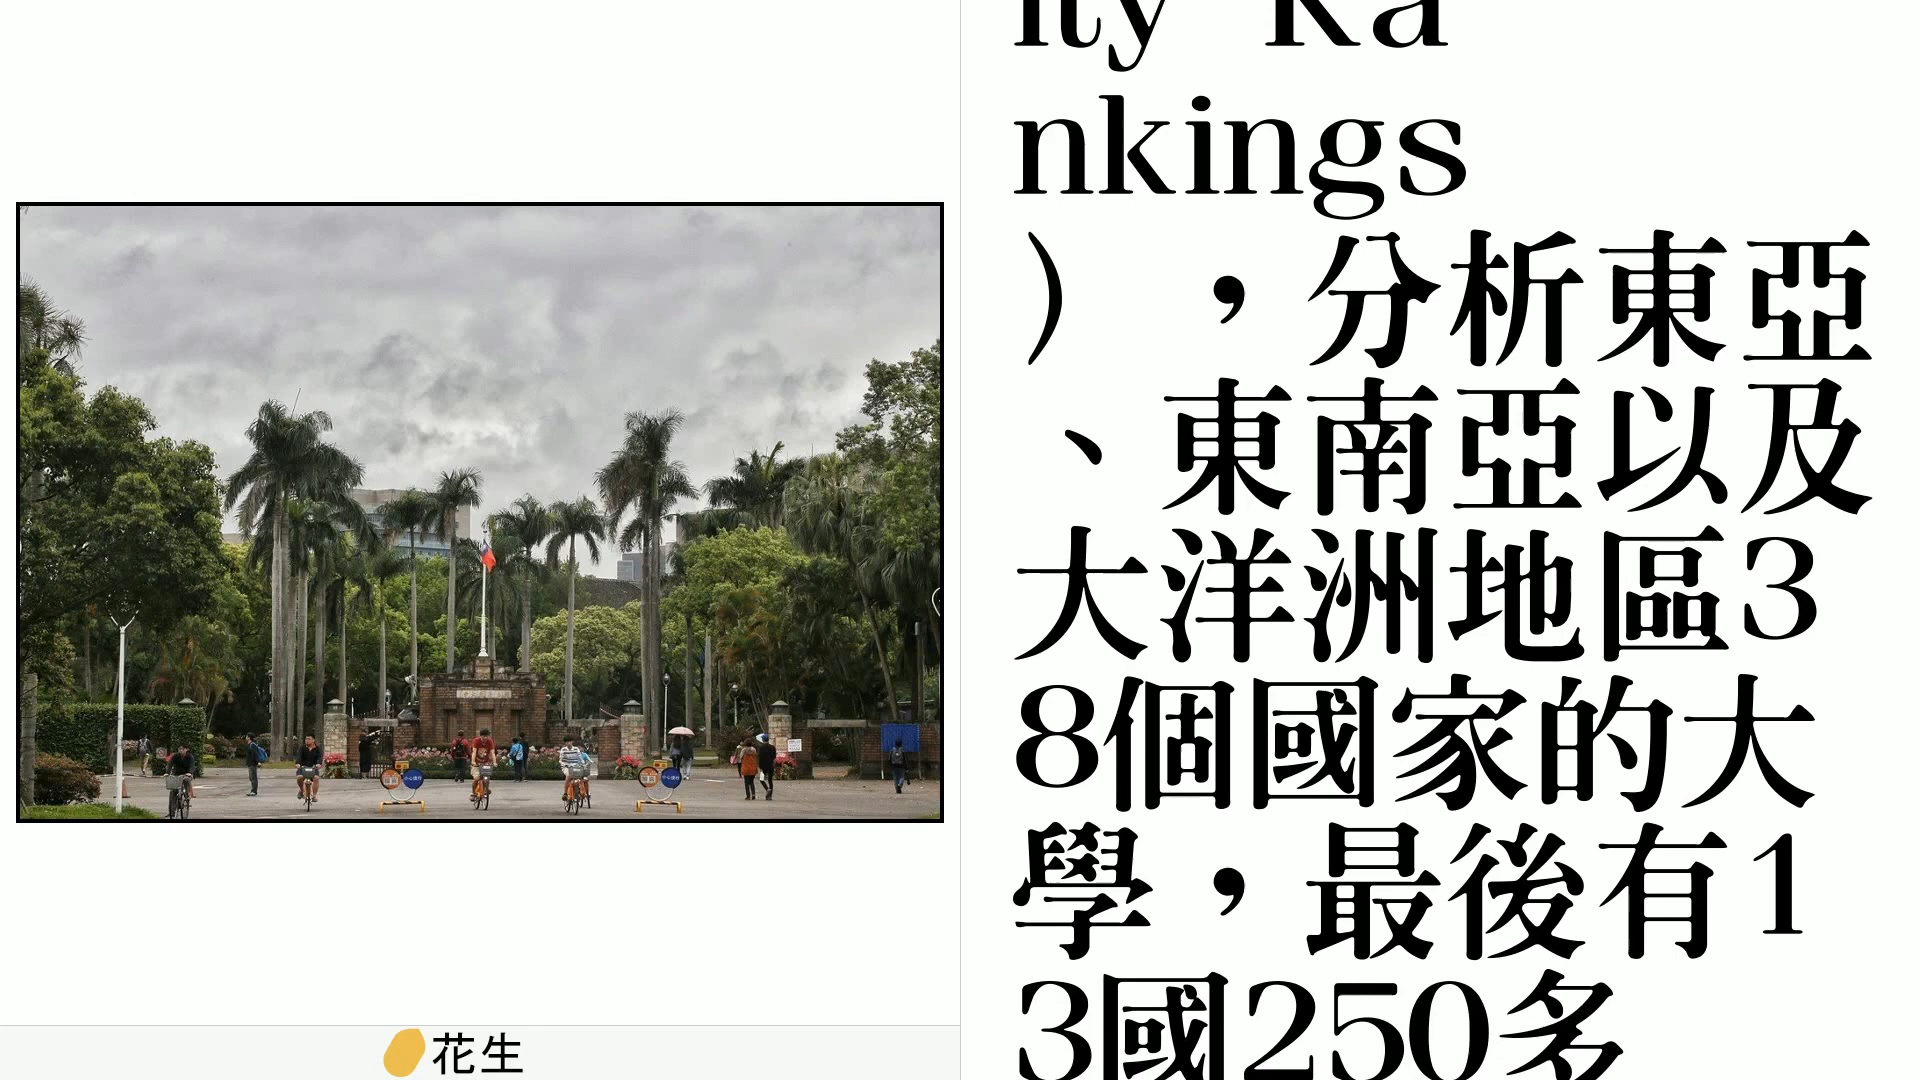 ity Ra
nkings
），分析東亞
、東南亞以及
大洋洲地區3
8個國家的大
學，最後有1
3國250多
花生